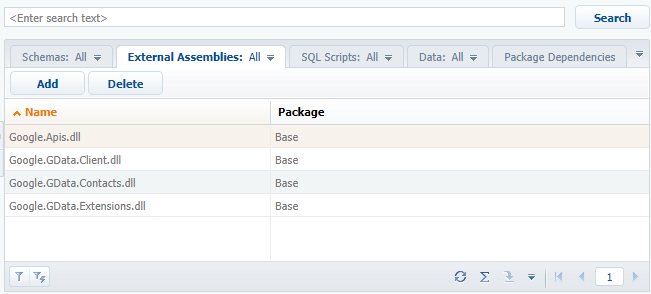 <Enter search text>
Search
Schemas: All
External Assemblies: All
SQL Scripts: All
Data: All
Package Dependencies
Add
Delete
Name
Package
Google.Apis.dll
Base
Google.GData.Client.dll
Base
Google.GData.Contacts.dll
Base
Google.GData.Extensions.dll
Base
1